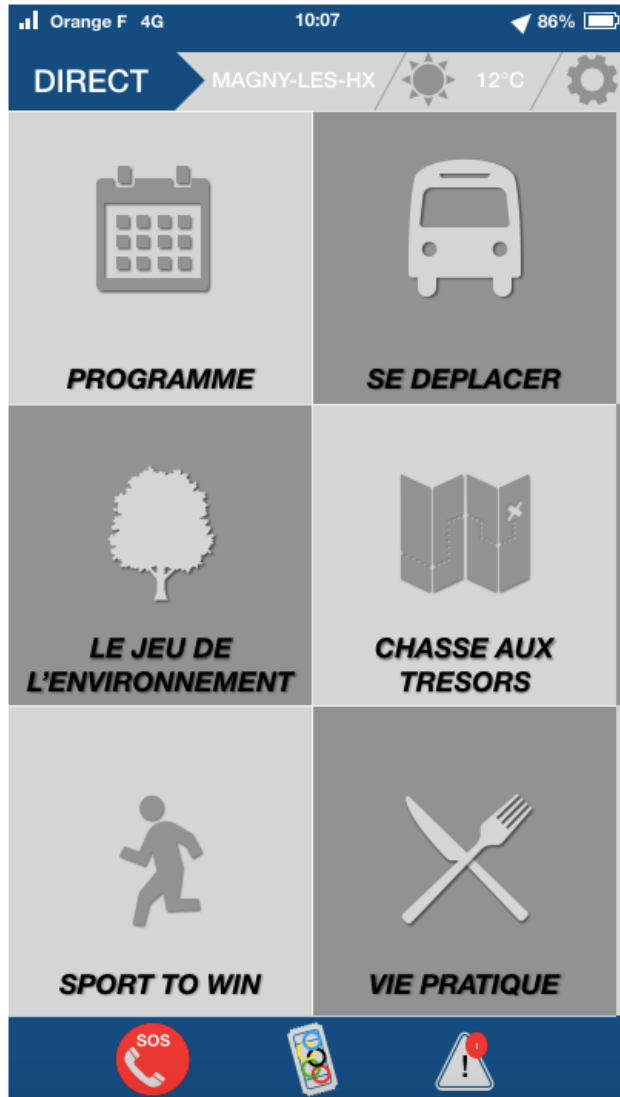 Orange F 4G 10:07 86%
DIRECT MAGNY-LES-HX 12°C
PROGRAMME SE DEPLACER
LE JEU DE
L'ENVIRONNEMENT
CHASSE AUX
TRESORS
SPORT TO WIN VIE PRATIQUE
SOS
1
!